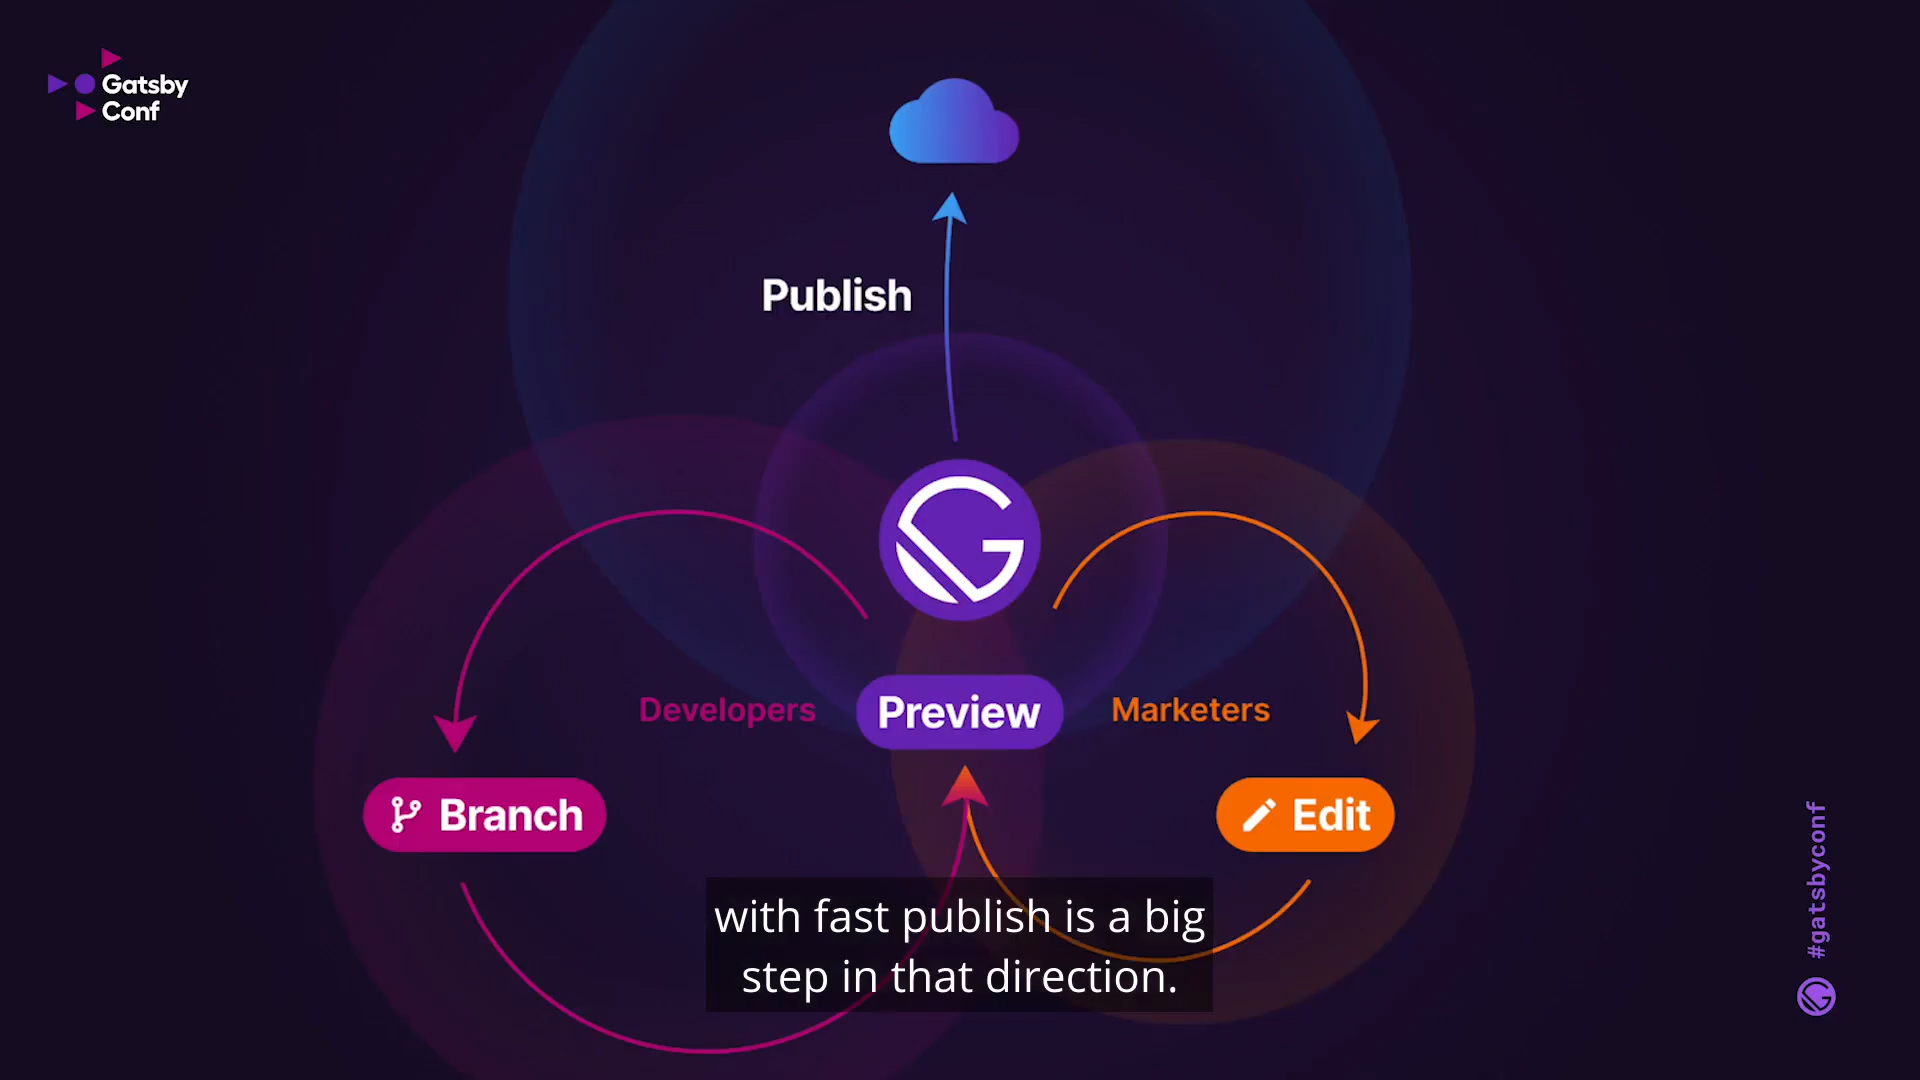 Gatsby
Conf
Publish
Developers
Preview
Marketers
Branch
Edit
with fast publish is a big
step in that direction.
#gatsbyconf